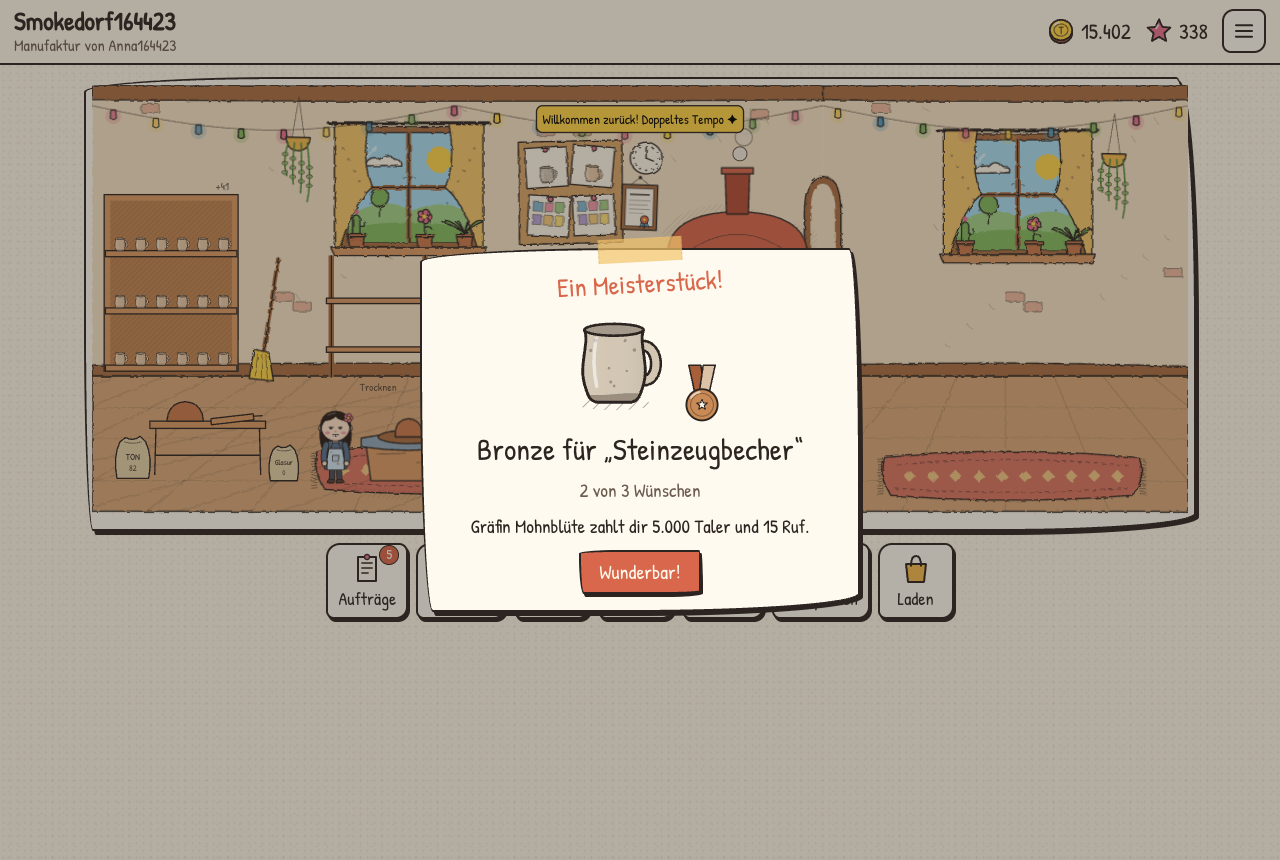 Smokedorf164423
Manufaktur von Anna164423
15.402
338
Willkommen zurück! Doppeltes Tempo ✦
+41
Ein Meisterstück!
Bronze für „Steinzeugbecher“
2 von 3 Wünschen
Gräfin Mohnblüte zahlt dir 5.000 Taler und 15 Ruf.
Wunderbar!
Trocknen
TON
82
Glasur
0
5
Aufträge
Laden